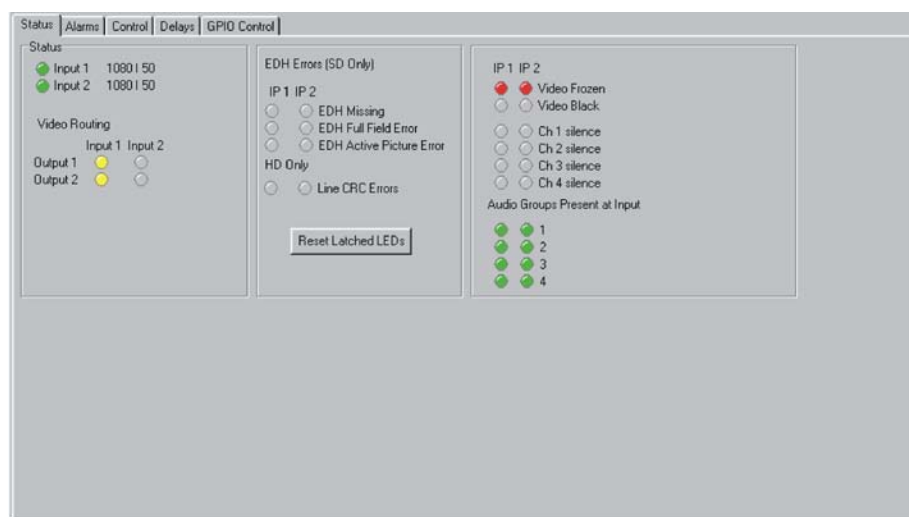 Status Alarms Control Delays GPIO Control
Status
Input 1 1080 I 50
Input 2 1080 I 50
Video Routing
Input 1 Input 2
Output 1
Output 2
EDH Errors (SD Only)
IP 1 IP 2
EDH Missing
EDH Full Field Error
EDH Active Picture Error
HD Only
Line CRC Errors
Reset Latched LEDs
IP 1 IP 2
Video Frozen
Video Black
Ch 1 silence
Ch 2 silence
Ch 3 silence
Ch 4 silence
Audio Groups Present at Input
1
2
3
4